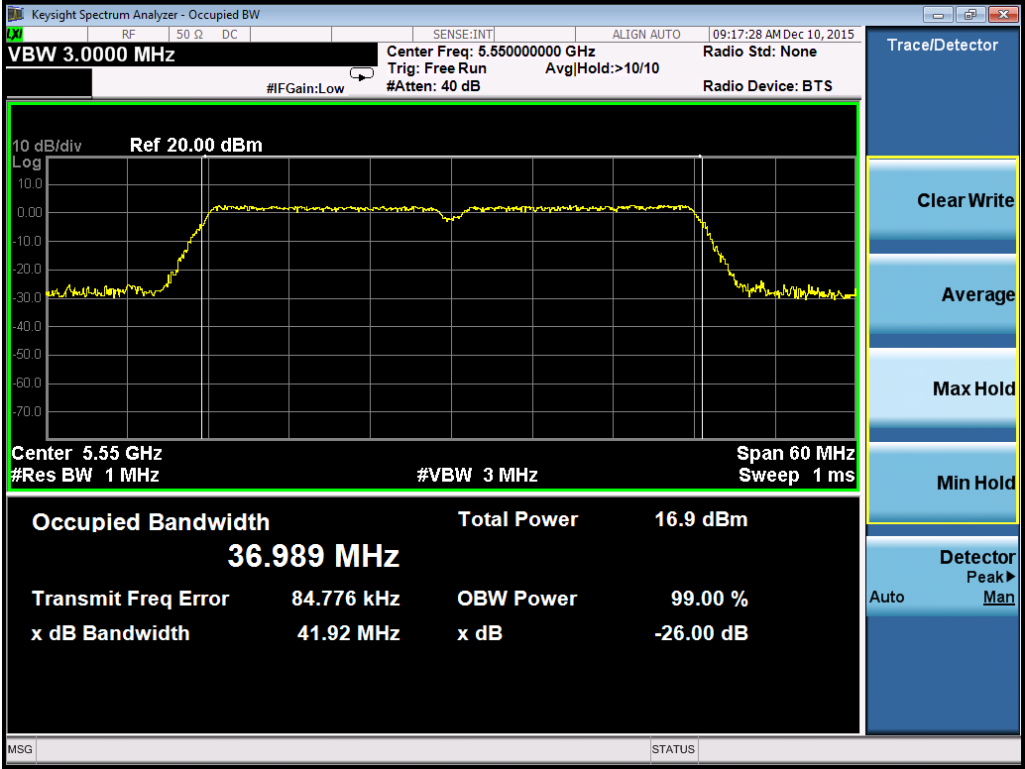 Keysight Spectrum Analyzer - Occupied BW
LXI RF 50 Ω DC SENSE:INT ALIGN AUTO 09:17:28 AM Dec 10, 2015
VBW 3.0000 MHz
Center Freq: 5.550000000 GHz
Radio Std: None
Trig: Free Run Avg|Hold:>10/10
#IFGain:Low
#Atten: 40 dB
Radio Device: BTS
10 dB/div Ref 20.00 dBm
Log
10.0
0.00
-10.0
-20.0
-30.0
-40.0
-50.0
-60.0
-70.0
Center 5.55 GHz Span 60 MHz
#Res BW 1 MHz #VBW 3 MHz Sweep 1 ms
Occupied Bandwidth Total Power 16.9 dBm
36.989 MHz
Transmit Freq Error 84.776 kHz OBW Power 99.00 %
x dB Bandwidth 41.92 MHz x dB -26.00 dB
MSG STATUS
Trace/Detector
Clear Write
Average
Max Hold
Min Hold
Detector
Peak▶
Auto Man